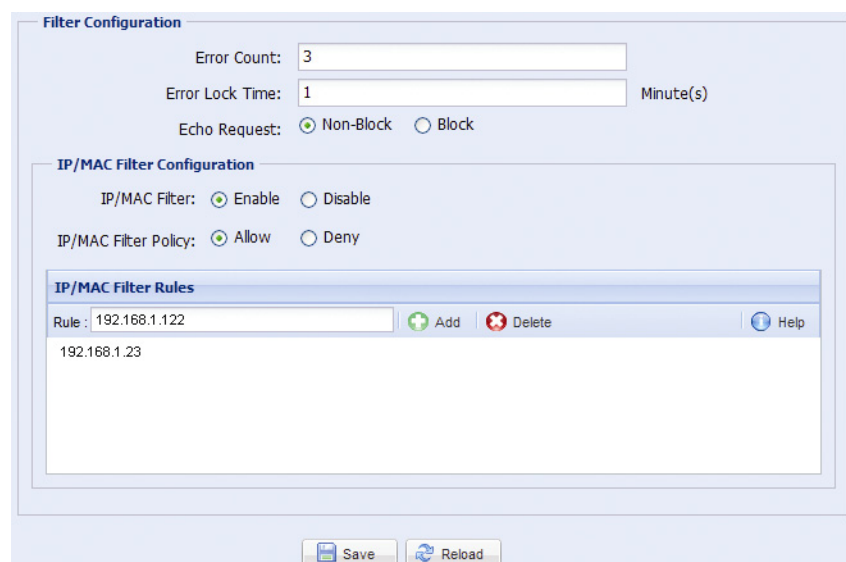 Filter Configuration
Error Count: 3
Error Lock Time: 1 Minute(s)
Echo Request: Non-Block Block
IP/MAC Filter Configuration
IP/MAC Filter: Enable Disable
IP/MAC Filter Policy: Allow Deny
IP/MAC Filter Rules
Rule : 192.168.1.122 Add Delete Help
192.168.1.23
Save Reload